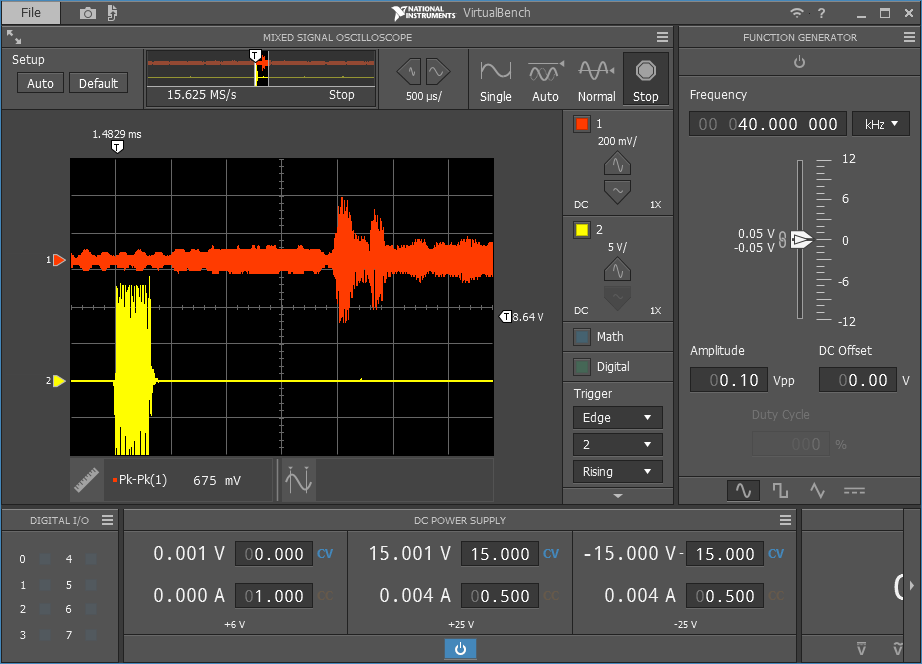 File
NATIONAL INSTRUMENTS VirtualBench
?
MIXED SIGNAL OSCILLOSCOPE
FUNCTION GENERATOR
Setup
Auto
Default
T
15.625 MS/s
Stop
500 µs/
Single
Auto
Normal
Stop
1.4829 ms
T
1
2
T 8.64 V
Pk-Pk(1) 675 mV
1
200 mV/
DC 1X
2
5 V/
DC 1X
Math
Digital
Trigger
Edge
2
Rising
Frequency
00 040.000 000 kHz
12
6
0.05 V
-0.05 V
0
-6
-12
Amplitude
DC Offset
00.10 Vpp
00.00 V
Duty Cycle
000 %
DIGITAL I/O
0 4
1 5
2 6
3 7
DC POWER SUPPLY
0.001 V 00.000 CV
0.000 A 01.000 CC
+6 V
15.001 V 15.000 CV
0.004 A 00.500 CC
+25 V
-15.000 V - 15.000 CV
0.004 A 00.500 CC
-25 V
V